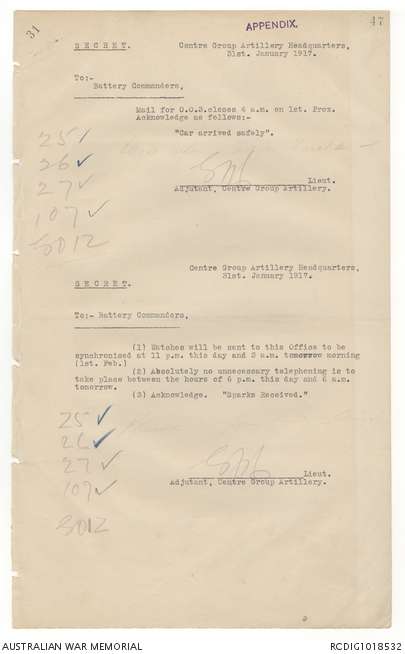 31
APPENDIX.
47
SECRET.
Centre Group Artillery Headquarters,
31st. January 1917.
To:-
Battery Commanders,
Mail for O.O.3.closes 4 a.m. on 1st. Prox.
Acknowledge as follows:-
"Car arrived safely".
25 ✓
26 ✓
27 ✓
107 ✓
Lieut.
Adjutant, Centre Group Artillery.
Centre Group Artillery Headquarters,
31st. January 1917.
SECRET.
To:- Battery Commanders,
(1) Watches will be sent to this Office to be
synchronised at 11 p.m. this day and 3 a.m. tomorrow morning
(1st. Feb.)
(2) Absolutely no unnecessary telephoning is to
take place between the hours of 6 p.m. this day and 6 a.m.
tomorrow.
(3) Acknowledge. "Sparks Received."
25 ✓
26 ✓
27 ✓
107 ✓
Lieut.
Adjutant, Centre Group Artillery.
AUSTRALIAN WAR MEMORIAL
RCDIG1018532